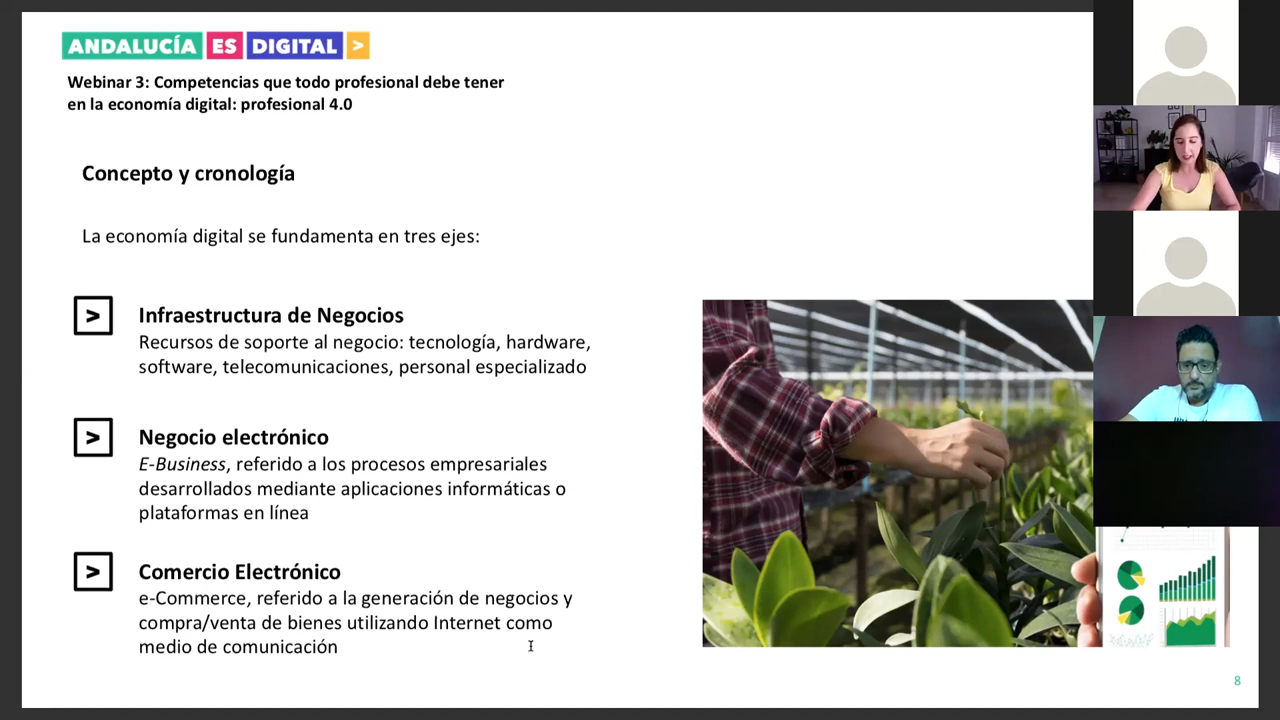 ANDALUCÍA ES DIGITAL >
Webinar 3: Competencias que todo profesional debe tener
en la economía digital: profesional 4.0
Concepto y cronología
La economía digital se fundamenta en tres ejes:
> Infraestructura de Negocios
Recursos de soporte al negocio: tecnología, hardware,
software, telecomunicaciones, personal especializado
> Negocio electrónico
E-Business, referido a los procesos empresariales
desarrollados mediante aplicaciones informáticas o
plataformas en línea
> Comercio Electrónico
e-Commerce, referido a la generación de negocios y
compra/venta de bienes utilizando Internet como
medio de comunicación
8